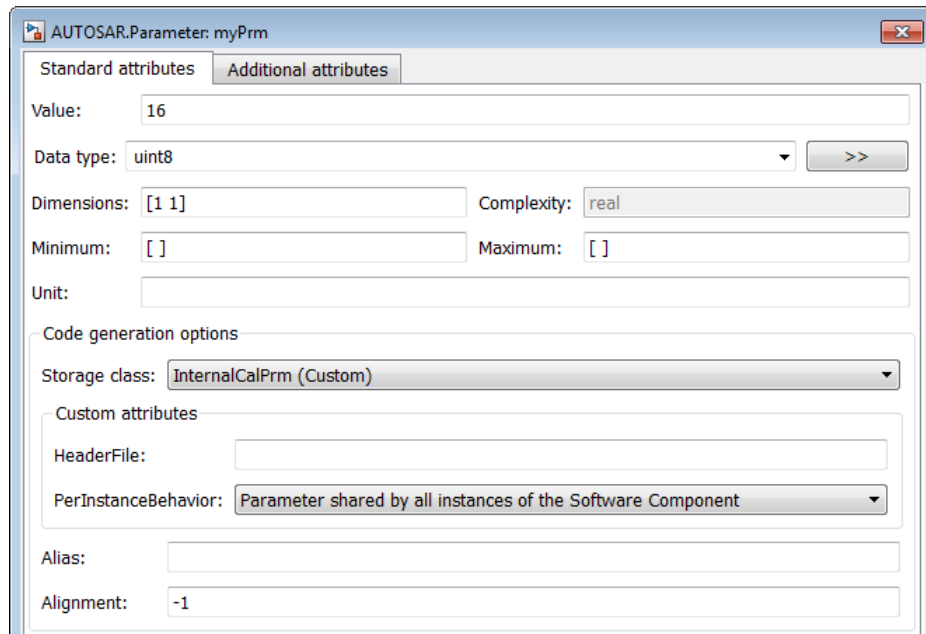 AUTOSAR.Parameter: myPrm
Standard attributes Additional attributes
Value: 16
Data type: uint8 >>
Dimensions: [1 1] Complexity: real
Minimum: [ ] Maximum: [ ]
Unit:
Code generation options
Storage class: InternalCalPrm (Custom)
Custom attributes
HeaderFile:
PerInstanceBehavior: Parameter shared by all instances of the Software Component
Alias:
Alignment: -1